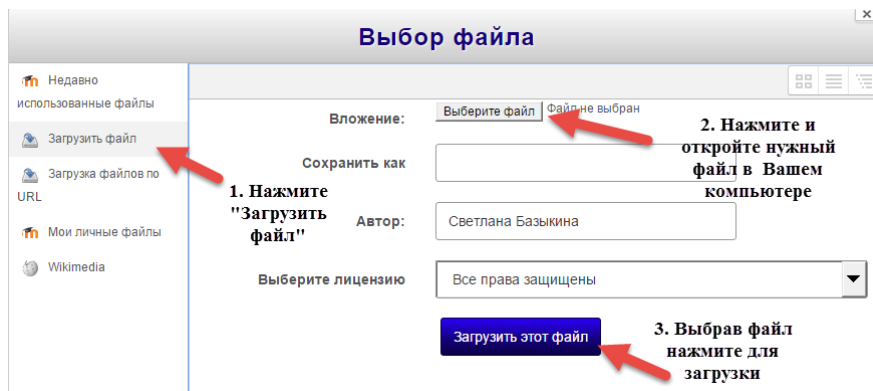 Выбор файла
Недавно
использованные файлы
Загрузить файл
Загрузка файлов по
URL
Мои личные файлы
Wikimedia
1. Нажмите
"Загрузить
файл"
Вложение:
Выберите файл Файл не выбран
2. Нажмите и
откройте нужный
файл в Вашем
компьютере
Сохранить как
Автор:
Светлана Базыкина
Выберите лицензию
Все права защищены
Загрузить этот файл
3. Выбрав файл
нажмите для
загрузки